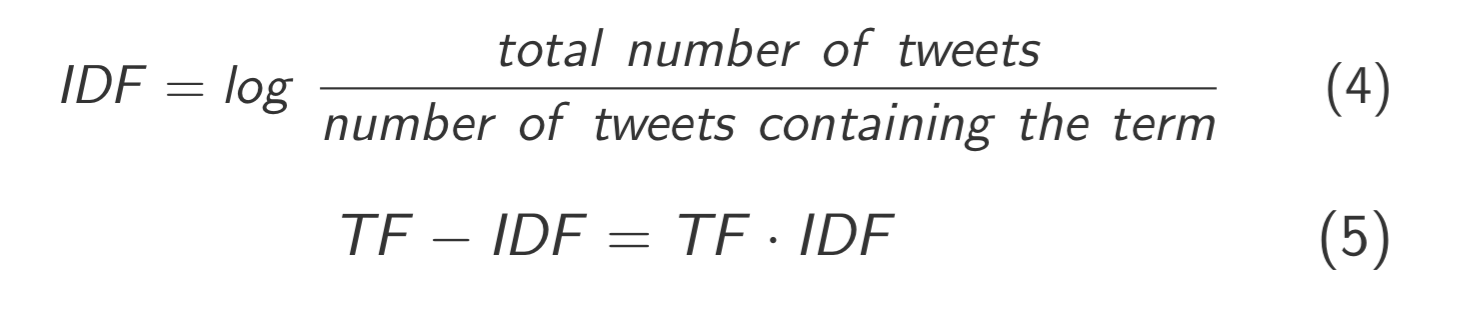 IDF = log total number of tweets / number of tweets containing the term (4)
TF − IDF = TF · IDF (5)